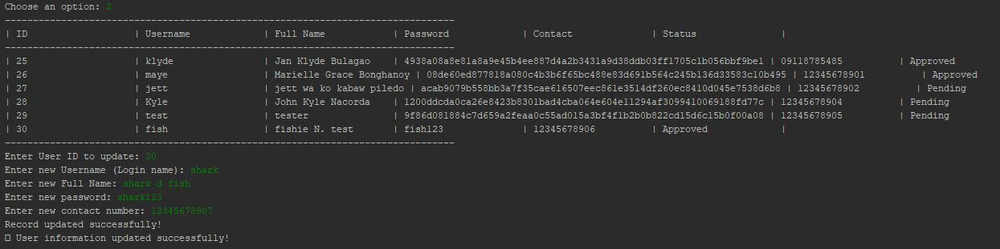 Choose an option: 2
--------------------------------------------------------------------------------
| ID | Username | Full Name | Password | Contact | Status |
--------------------------------------------------------------------------------
| 25 | klyde | Jan Klyde Bulagao | 4938a08a8e81a8a9e45b4ee887d4a2b3431a9d38ddb03ff1705c1b056bbf9be1 | 09118785485 | Approved
| 26 | maye | Marielle Grace Bonghanoy | 08de60ed877818a080c4b3b6f65bc488e83d691b564c245b136d33583c10b495 | 12345678901 | Approved
| 27 | jett | jett wa ko kabaw piledo | acab9079b558bb3a7f35cae616507eec861e3514df260ec8410d045e7538d6b8 | 12345678902 | Pending
| 28 | Kyle | John Kyle Nacorda | 1200ddcda0ca26e8423b8301bad4cba064e604e11294af3099410069188fd77c | 12345678904 | Pending
| 29 | test | tester | 9f86d081884c7d659a2feaa0c55ad015a3bf4f1b2b0b822cd15d6c15b0f00a08 | 12345678905 | Pending
| 30 | fish | fishie N. test | fish123 | 12345678906 | Approved |
--------------------------------------------------------------------------------
Enter User ID to update: 30
Enter new Username (Login name): shark
Enter new Full Name: shark d fish
Enter new password: shark123
Enter new contact number: 12345678907
Record updated successfully!
User information updated successfully!